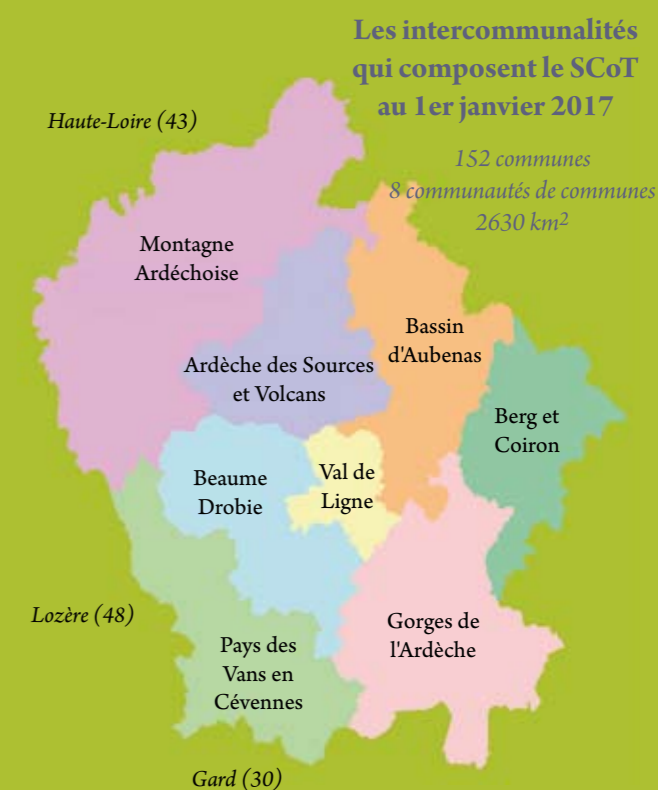 Les intercommunalités
qui composent le SCoT
au 1er janvier 2017
152 communes
8 communautés de communes
2630 km²
Haute-Loire (43)
Montagne
Ardéchoise
Bassin
d'Aubenas
Ardèche des Sources
et Volcans
Berg et
Coiron
Beaume
Drobie
Val de
Ligne
Lozère (48)
Gorges de
l'Ardèche
Pays des
Vans en
Cévennes
Gard (30)